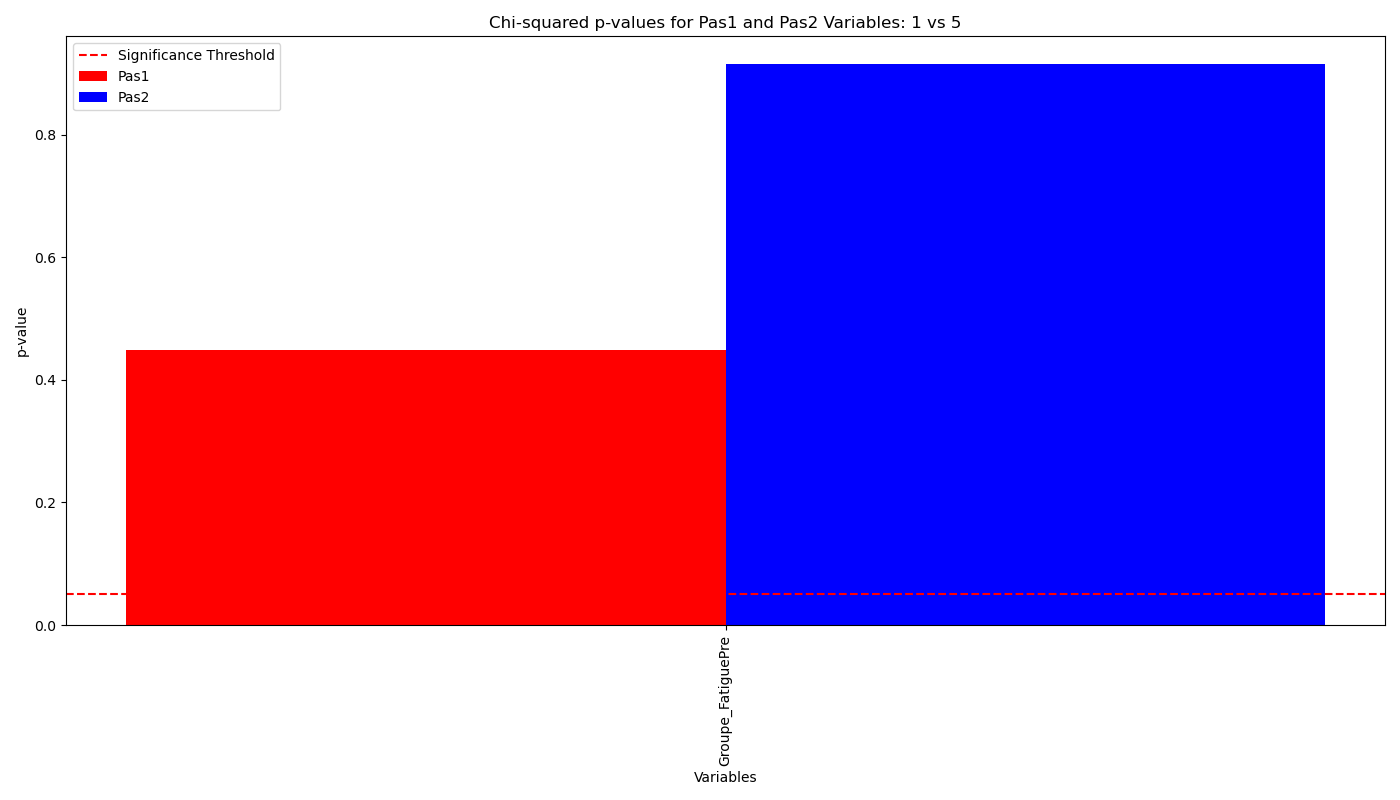 Chi-squared p-values for Pas1 and Pas2 Variables: 1 vs 5
Significance Threshold
Pas1
Pas2
p-value
0.8
0.6
0.4
0.2
0.0
Groupe_FatiguePre
Variables